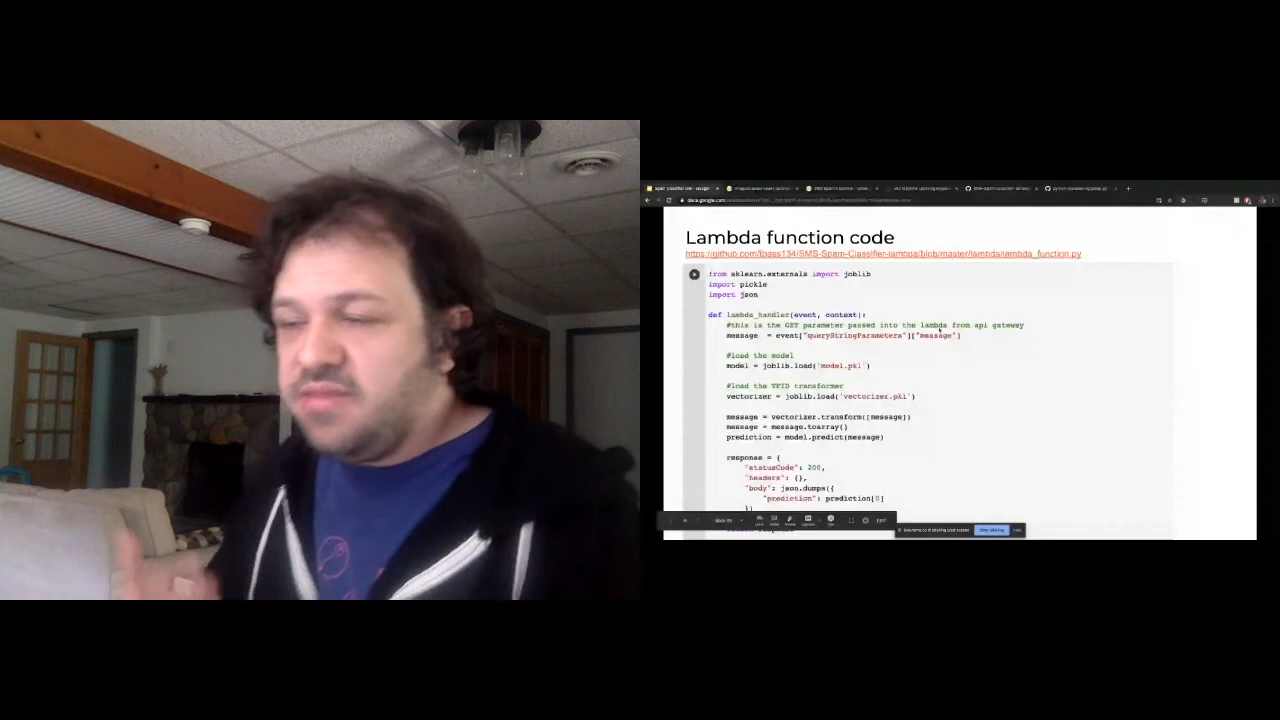 Lambda function code
https://github.com/fpass134/SMS-Spam-Classifier-lambda/blob/master/lambda/lambda_function.py
from sklearn.externals import joblib
import pickle
import json
def lambda_handler(event, context):
#this is the GET parameter passed into the lambda from api gateway
message = event["queryStringParameters"]["message"]
#load the model
model = joblib.load('model.pkl')
#load the TFID transformer
vectorizer = joblib.load('vectorizer.pkl')
message = vectorizer.transform([message])
message = message.toarray()
prediction = model.predict(message)
response = {
"statusCode": 200,
"headers": {},
"body": json.dumps({
"prediction": prediction[0]
})